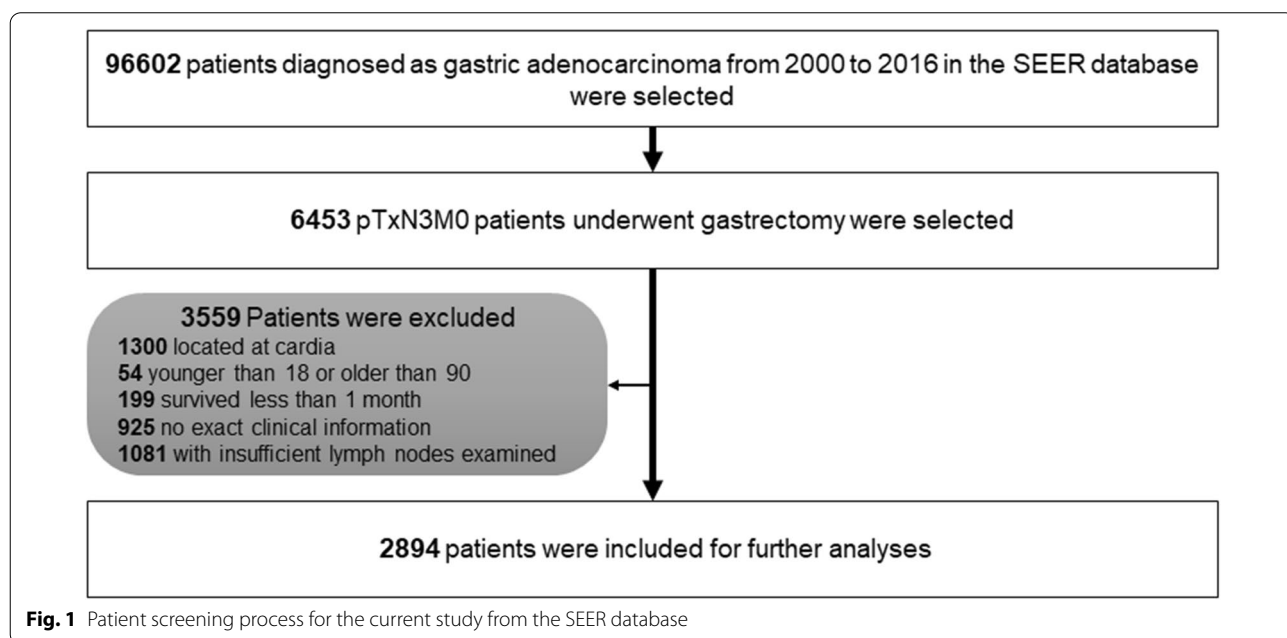 96602 patients diagnosed as gastric adenocarcinoma from 2000 to 2016 in the SEER database
were selected
6453 pTxN3M0 patients underwent gastrectomy were selected
3559 Patients were excluded
1300 located at cardia
54 younger than 18 or older than 90
199 survived less than 1 month
925 no exact clinical information
1081 with insufficient lymph nodes examined
2894 patients were included for further analyses
Fig. 1 Patient screening process for the current study from the SEER database